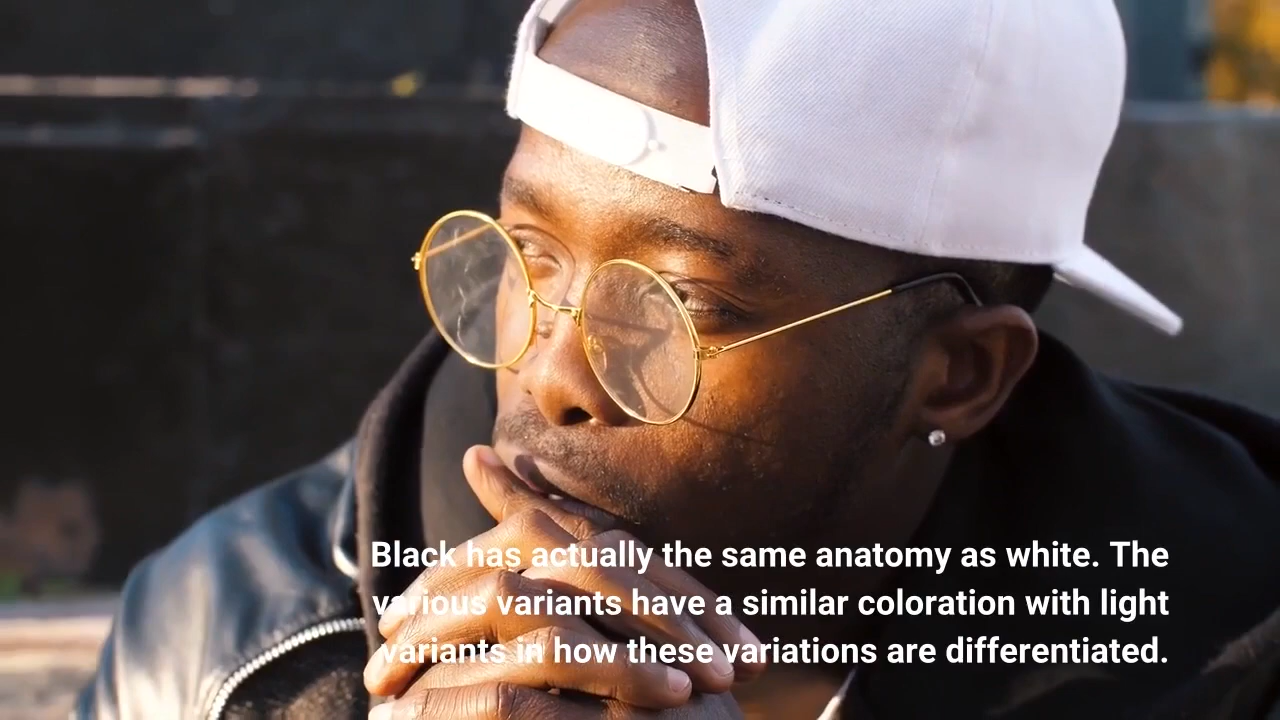 Black has actually the same anatomy as white. The
various variants have a similar coloration with light
variants in how these variations are differentiated.